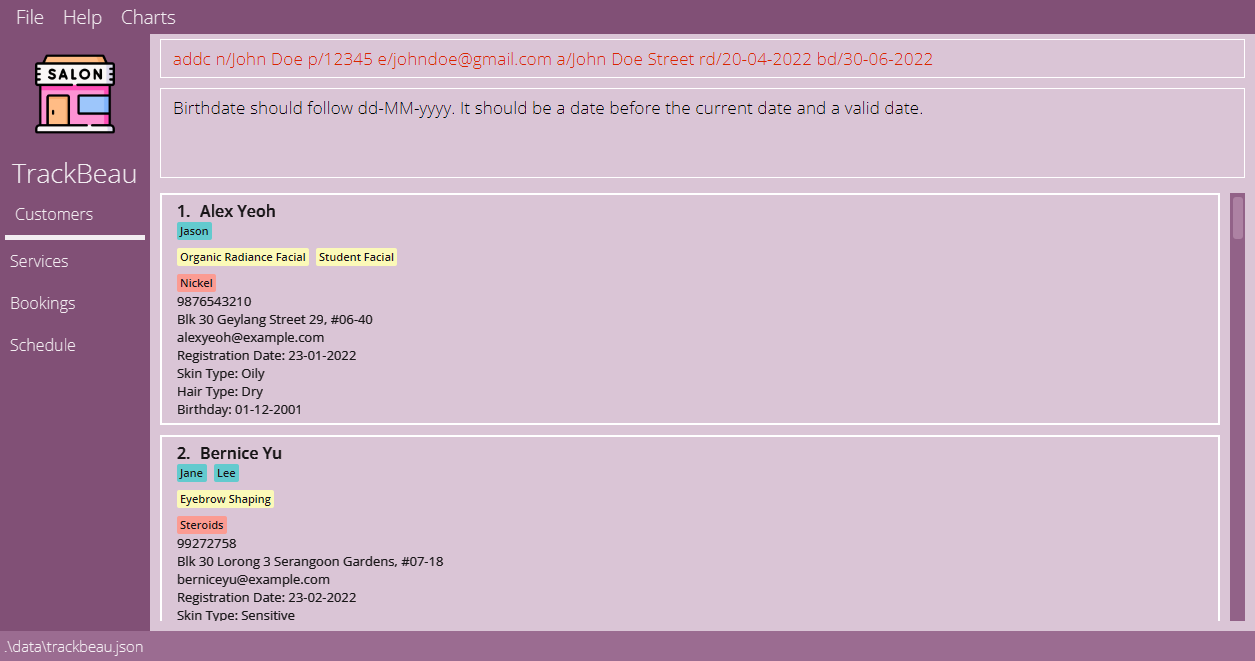 File Help Charts
SALON
TrackBeau
Customers
Services
Bookings
Schedule
addc n/John Doe p/12345 e/johndoe@gmail.com a/John Doe Street rd/20-04-2022 bd/30-06-2022
Birthdate should follow dd-MM-yyyy. It should be a date before the current date and a valid date.
1. Alex Yeoh
Jason
Organic Radiance Facial Student Facial
Nickel
9876543210
Blk 30 Geylang Street 29, #06-40
alexyeoh@example.com
Registration Date: 23-01-2022
Skin Type: Oily
Hair Type: Dry
Birthday: 01-12-2001
2. Bernice Yu
Jane Lee
Eyebrow Shaping
Steroids
99272758
Blk 30 Lorong 3 Serangoon Gardens, #07-18
berniceyu@example.com
Registration Date: 23-02-2022
Skin Type: Sensitive
.\data\trackbeau.json